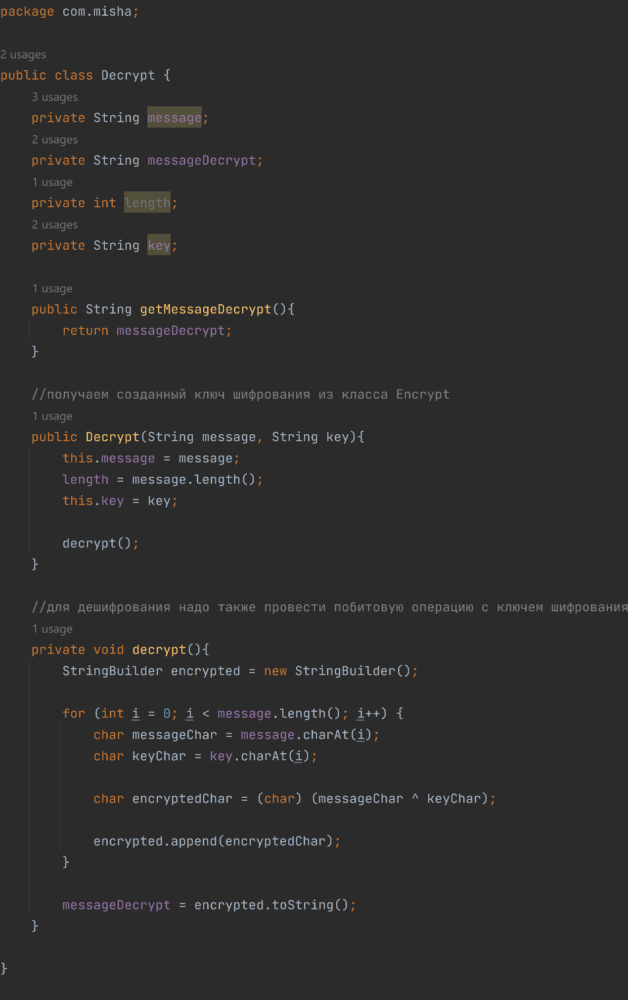 package com.misha;
2 usages
public class Decrypt {
3 usages
private String message;
2 usages
private String messageDecrypt;
1 usage
private int length;
2 usages
private String key;
1 usage
public String getMessageDecrypt(){
return messageDecrypt;
}
//получаем созданный ключ шифрования из класса Encrypt
1 usage
public Decrypt(String message, String key){
this.message = message;
length = message.length();
this.key = key;
decrypt();
}
//для дешифрования надо также провести побитовую операцию с ключем шифрования
1 usage
private void decrypt(){
StringBuilder encrypted = new StringBuilder();
for (int i = 0; i < message.length(); i++) {
char messageChar = message.charAt(i);
char keyChar = key.charAt(i);
char encryptedChar = (char) (messageChar ^ keyChar);
encrypted.append(encryptedChar);
}
messageDecrypt = encrypted.toString();
}
}